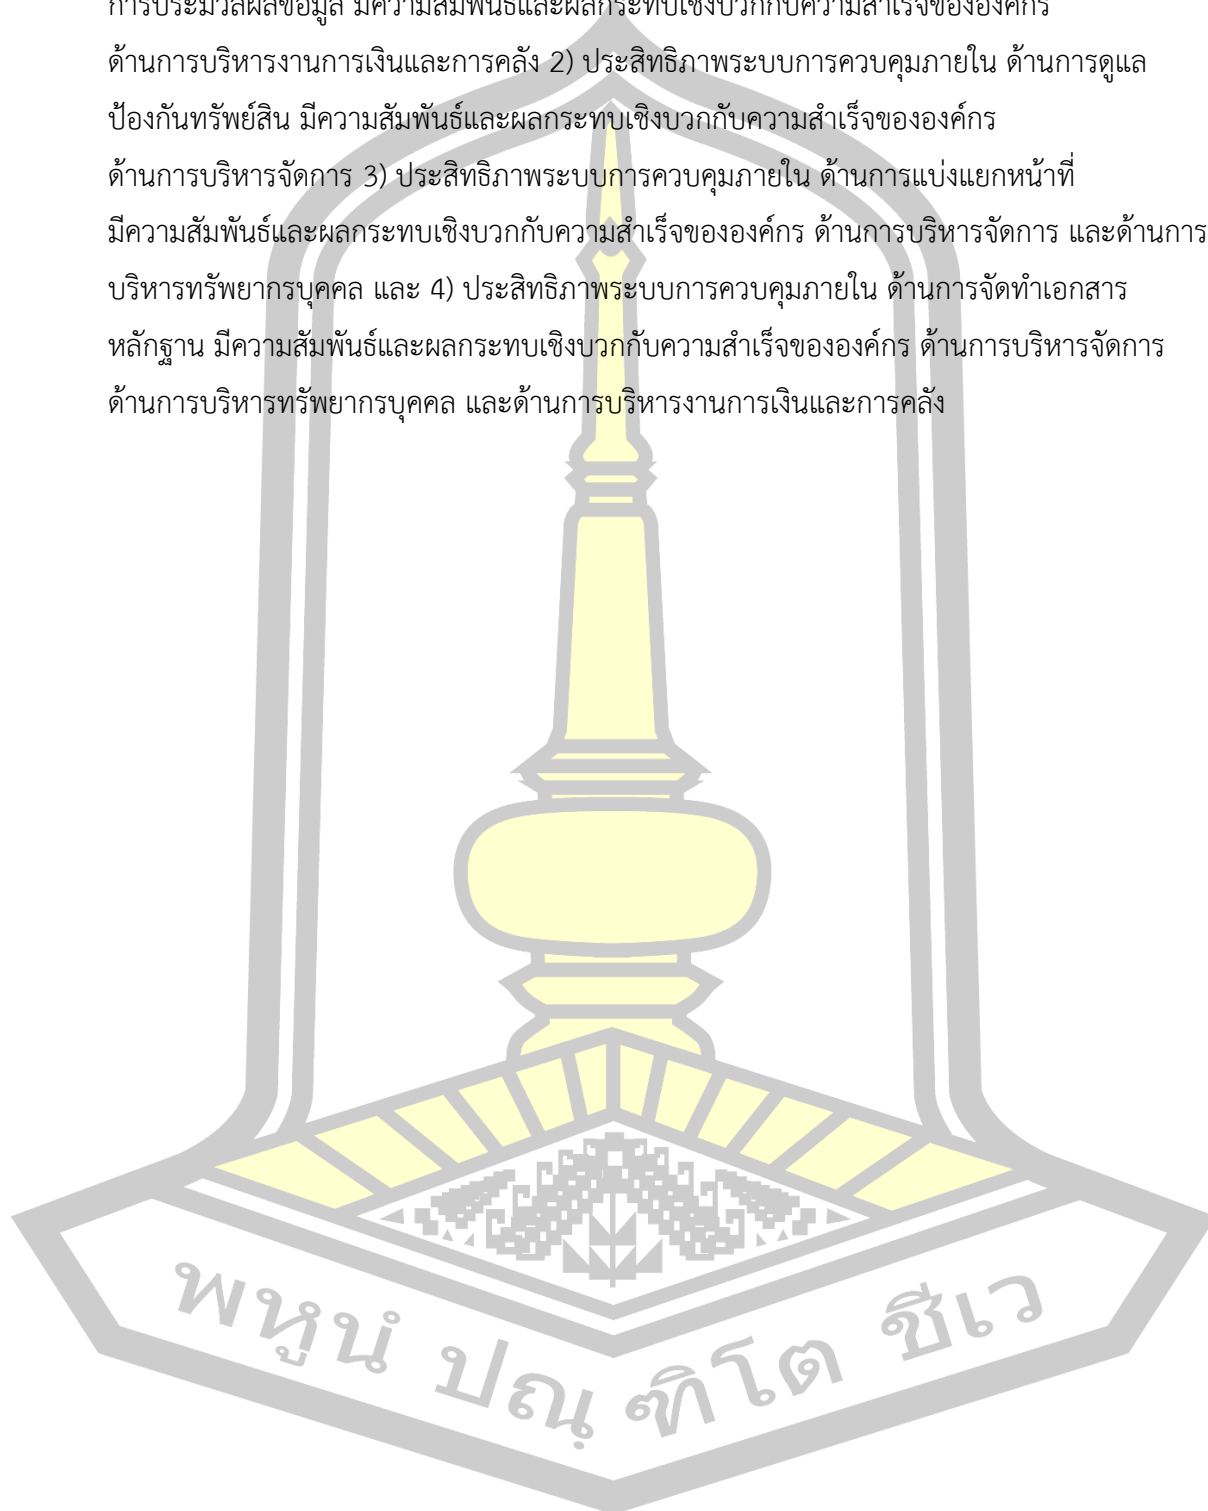 การประมวลผลข้อมูล มีความสัมพันธ์และผลกระทบเชิงบวกกับความสำเร็จขององค์กร
ด้านการบริหารงานการเงินและการคลัง 2) ประสิทธิภาพระบบการควบคุมภายใน ด้านการดูแล
ป้องกันทรัพย์สิน มีความสัมพันธ์และผลกระทบเชิงบวกกับความสำเร็จขององค์กร
ด้านการบริหารจัดการ 3) ประสิทธิภาพระบบการควบคุมภายใน ด้านการแบ่งแยกหน้าที่
มีความสัมพันธ์และผลกระทบเชิงบวกกับความสำเร็จขององค์กร ด้านการบริหารจัดการ และด้านการ
บริหารทรัพยากรบุคคล และ 4) ประสิทธิภาพระบบการควบคุมภายใน ด้านการจัดทำเอกสาร
หลักฐาน มีความสัมพันธ์และผลกระทบเชิงบวกกับความสำเร็จขององค์กร ด้านการบริหารจัดการ
ด้านการบริหารทรัพยากรบุคคล และด้านการบริหารงานการเงินและการคลัง
พหูนํ ปณฺฑิโต ชีเว